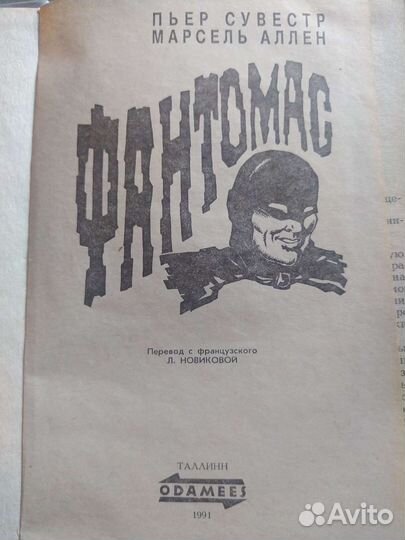 ПЬЕР СУВЕСТР
МАРСЕЛЬ АЛЛЕН
ФАНТОМАС
Перевод с французского
Л. НОВИКОВОЙ
ТАЛЛИНН
ODAMEES
1991
Avito